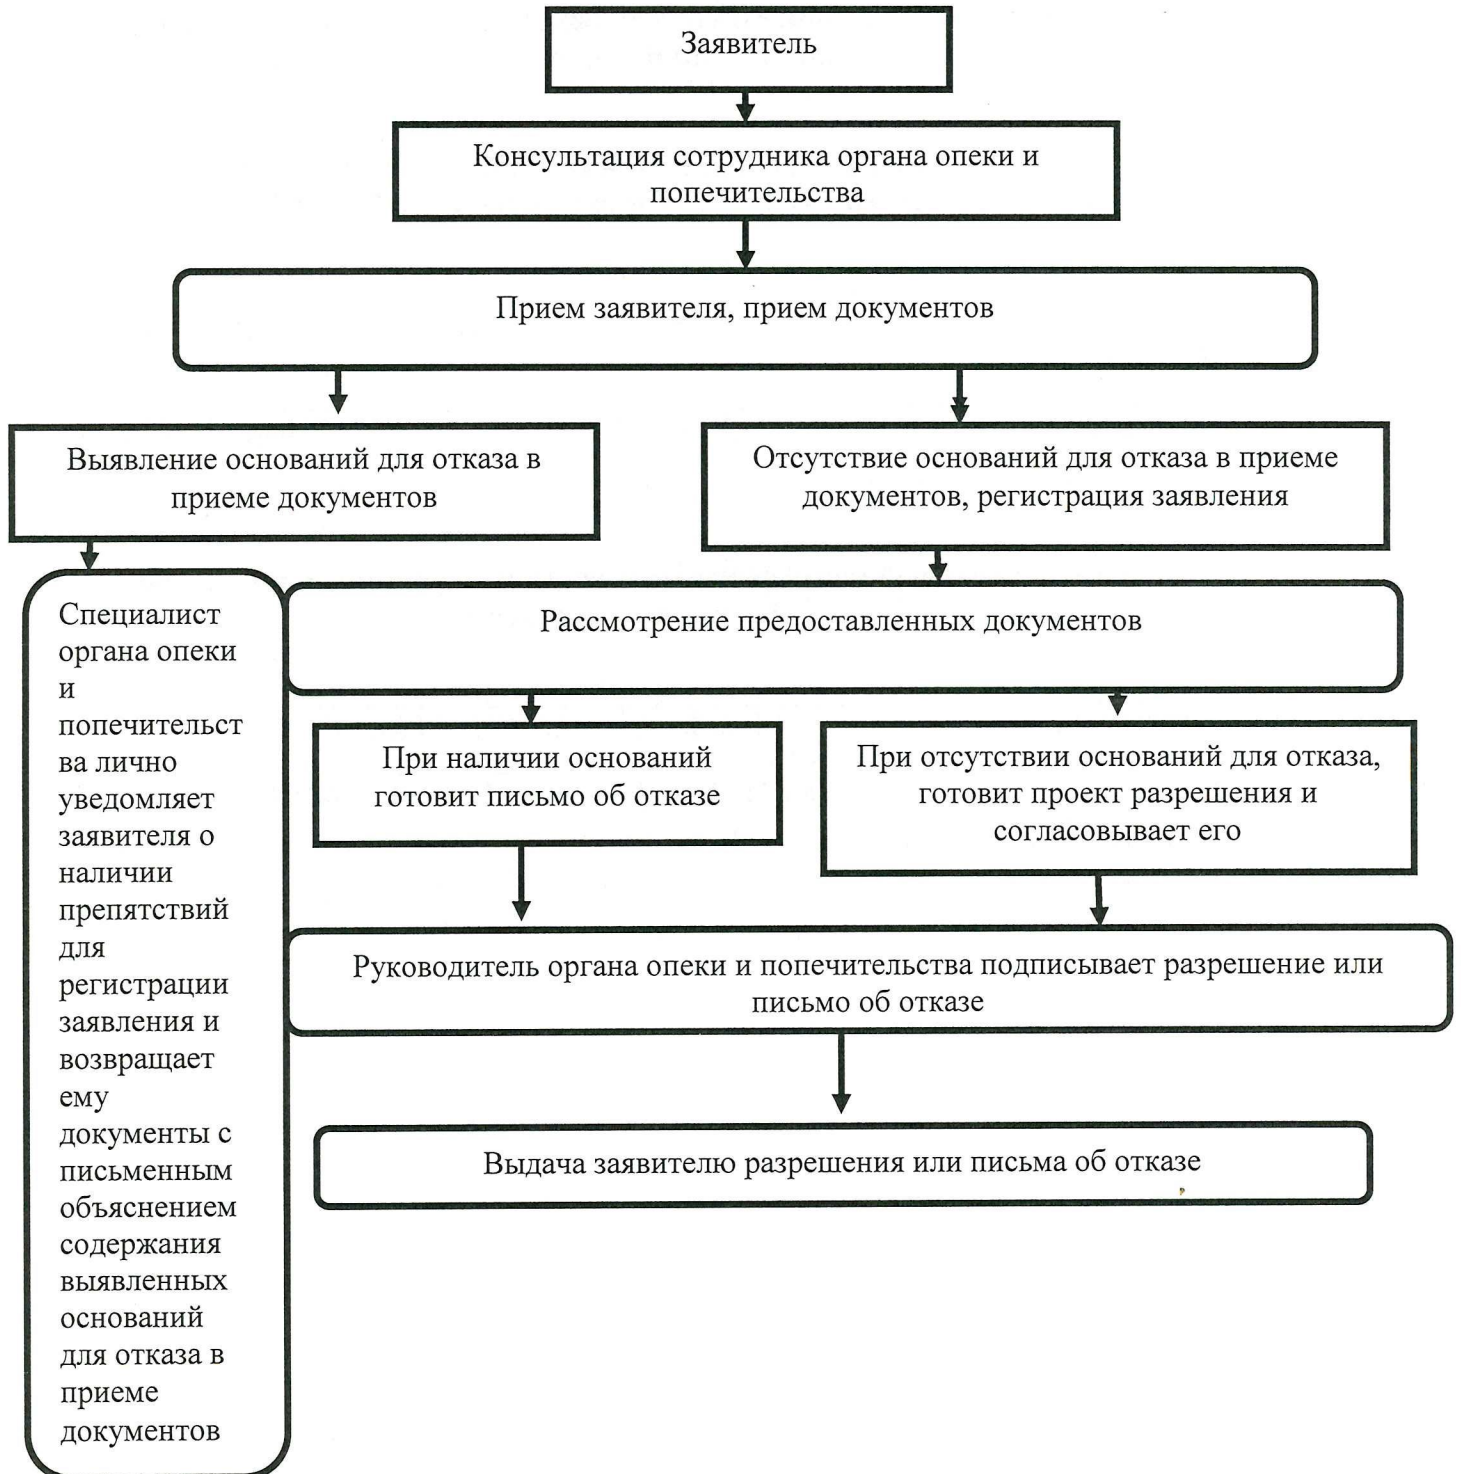 Заявитель
Консультация сотрудника органа опеки и
попечительства
Прием заявителя, прием документов
Выявление оснований для отказа в
приеме документов
Отсутствие оснований для отказа в приеме
документов, регистрация заявления
Специалист
органа опеки
и
попечительст
ва лично
уведомляет
заявителя о
наличии
препятствий
для
регистрации
заявления и
возвращает
ему
документы с
письменным
объяснением
содержания
выявленных
оснований
для отказа в
приеме
документов
Рассмотрение предоставленных документов
При наличии оснований
готовит письмо об отказе
При отсутствии оснований для отказа,
готовит проект разрешения и
согласовывает его
Руководитель органа опеки и попечительства подписывает разрешение или
письмо об отказе
Выдача заявителю разрешения или письма об отказе